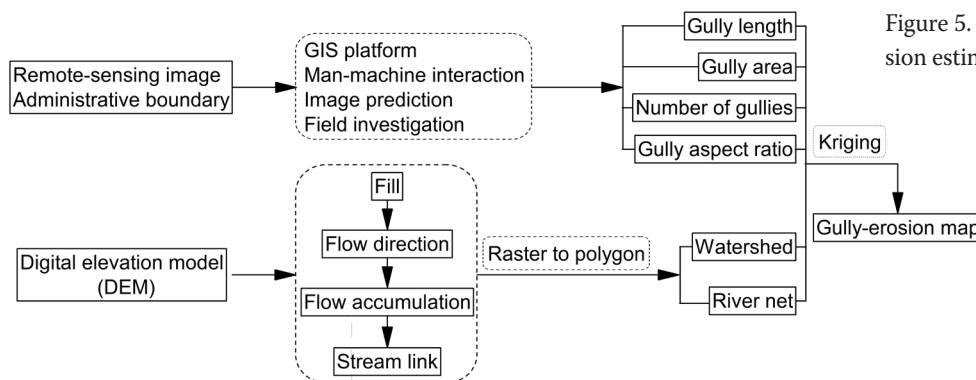 Figure 5.
sion estin
Remote-sensing image
Administrative boundary
GIS platform
Man-machine interaction
Image prediction
Field investigation
Gully length
Gully area
Number of gullies
Gully aspect ratio
Kriging
Gully-erosion map
Digital elevation model
(DEM)
Fill
Flow direction
Flow accumulation
Stream link
Raster to polygon
Watershed
River net